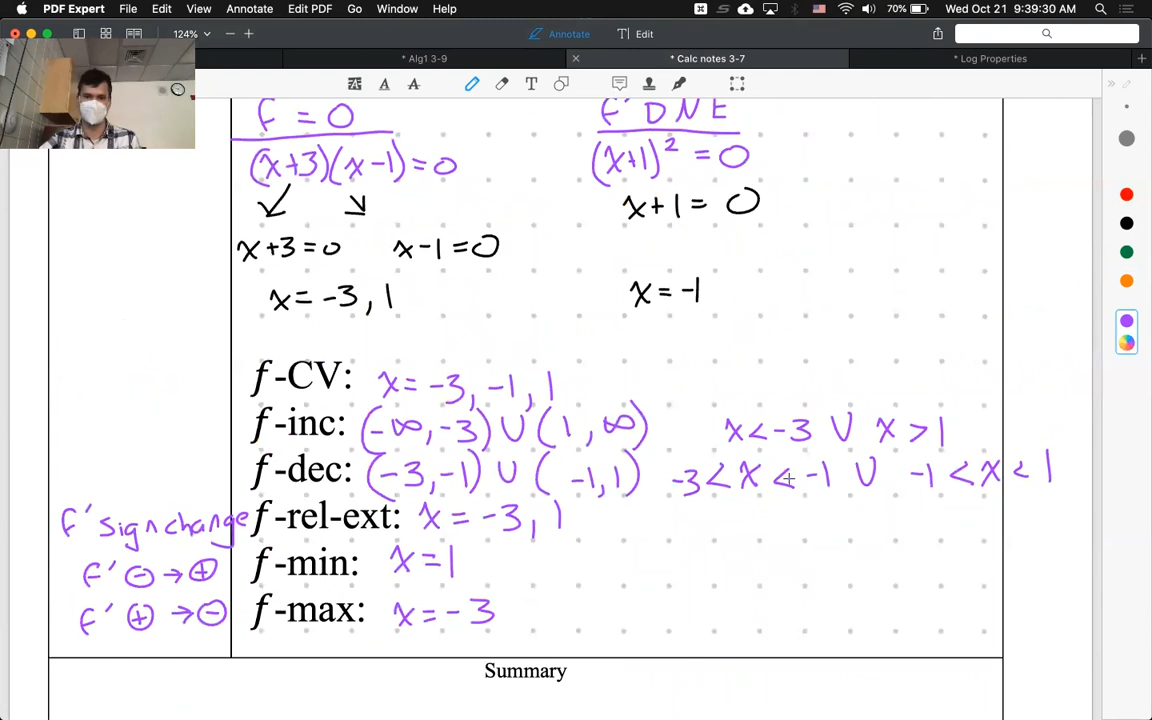 PDF Expert File Edit View Annotate Edit PDF Go Window Help 70% Wed Oct 21 9:39:30 AM
124% Annotate Edit
* Alg1 3-9 * Calc notes 3-7 * Log Properties
A A T
f = 0 f' DNE
(x+3)(x-1)=0 (x+1)² = 0
x+1 = 0
x+3=0 x-1=0
x = -3, 1 x = -1
f-CV: x = -3, -1, 1
f-inc: (-∞, -3) ∪ (1, ∞) x < -3 ∪ x > 1
f-dec: (-3, -1) ∪ (-1, 1) -3 < x < -1 ∪ -1 < x < 1
f' sign change f-rel-ext: x = -3, 1
f' ⊖ → ⊕ f-min: x = 1
f' ⊕ → ⊖ f-max: x = -3
Summary